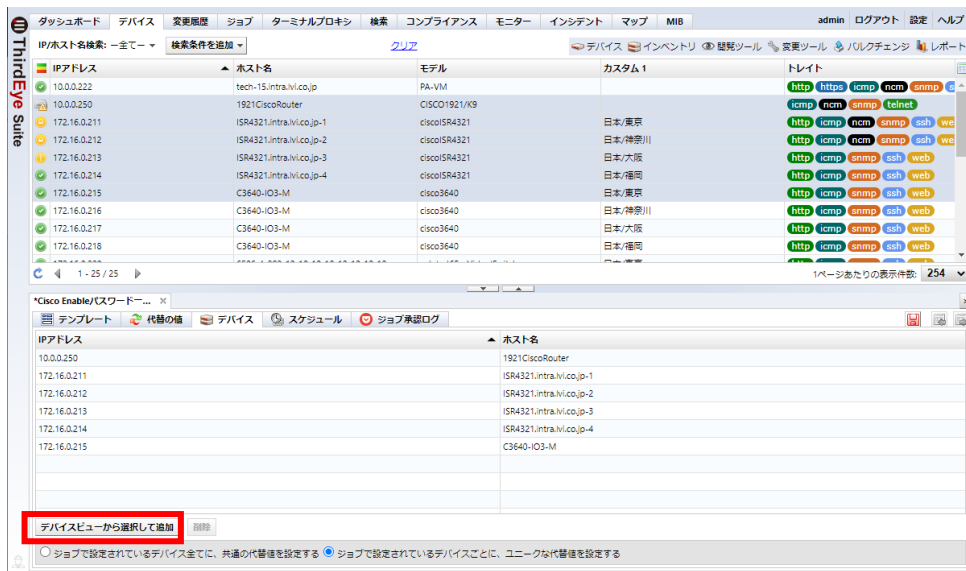 ThirdEye Suite
ダッシュボード デバイス 変更履歴 ジョブ ターミナルプロキシ 検索 コンプライアンス モニター インシデント マップ MIB admin ログアウト 設定 ヘルプ
IP/ホスト名検索: ー全てー 検索条件を追加 クリア デバイス インベントリ 閲覧ツール 変更ツール バルクチェンジ レポート
IPアドレス ホスト名 モデル カスタム 1 トレイト
10.0.0.222 tech-15.intra.lvi.co.jp PA-VM http https icmp ncm snmp
10.0.0.250 1921CiscoRouter CISCO1921/K9 icmp ncm snmp telnet
172.16.0.211 ISR4321.intra.lvi.co.jp-1 ciscoISR4321 日本/東京 http icmp ncm snmp ssh we
172.16.0.212 ISR4321.intra.lvi.co.jp-2 ciscoISR4321 日本/神奈川 http icmp ncm snmp ssh we
172.16.0.213 ISR4321.intra.lvi.co.jp-3 ciscoISR4321 日本/大阪 http icmp snmp ssh web
172.16.0.214 ISR4321.intra.lvi.co.jp-4 ciscoISR4321 日本/福岡 http icmp snmp ssh web
172.16.0.215 C3640-IO3-M cisco3640 日本/東京 http icmp snmp ssh web
172.16.0.216 C3640-IO3-M cisco3640 日本/神奈川 http icmp snmp ssh web
172.16.0.217 C3640-IO3-M cisco3640 日本/大阪 http icmp snmp ssh web
172.16.0.218 C3640-IO3-M cisco3640 日本/福岡 http icmp snmp ssh web
1 - 25 / 25 1ページあたりの表示件数: 254
*Cisco Enableパスワードー...
テンプレート 代替の値 デバイス スケジュール ジョブ承認ログ
IPアドレス ホスト名
10.0.0.250 1921CiscoRouter
172.16.0.211 ISR4321.intra.lvi.co.jp-1
172.16.0.212 ISR4321.intra.lvi.co.jp-2
172.16.0.213 ISR4321.intra.lvi.co.jp-3
172.16.0.214 ISR4321.intra.lvi.co.jp-4
172.16.0.215 C3640-IO3-M
デバイスビューから選択して追加 削除
ジョブで設定されているデバイス全てに、共通の代替値を設定する ジョブで設定されているデバイスごとに、ユニークな代替値を設定する